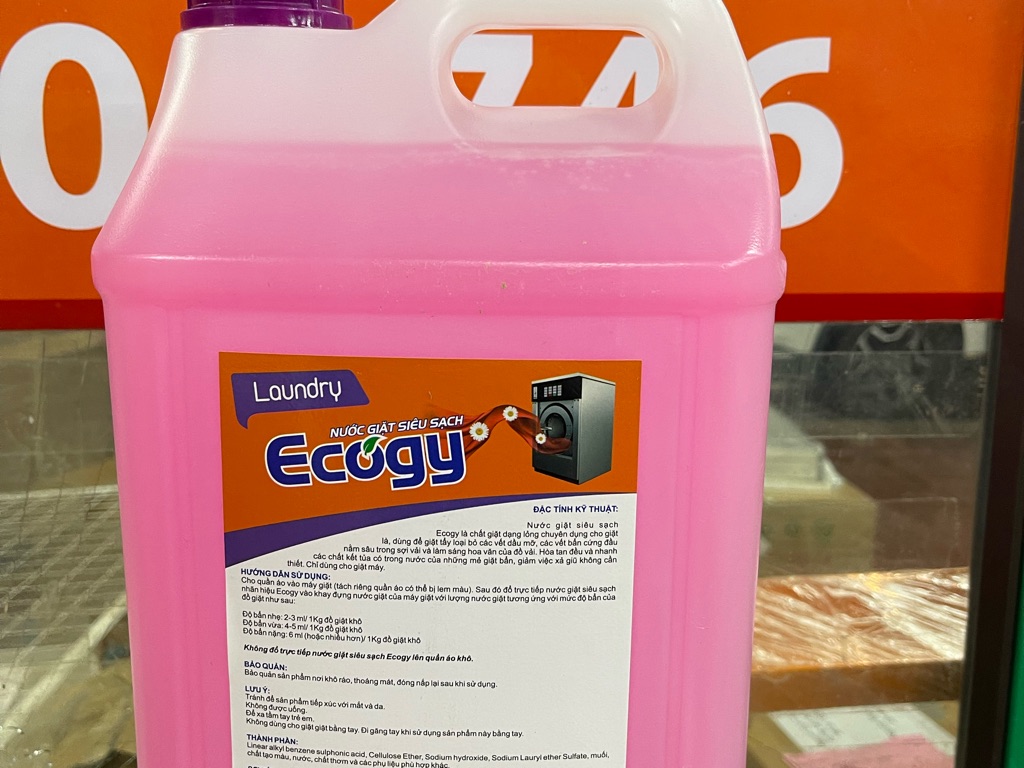 0
746
Laundry
NƯỚC GIẶT SIÊU SẠCH
Ecogy
ĐẶC TÍNH KỸ THUẬT:
Nước giặt siêu sạch
Ecogy là chất giặt dạng lỏng chuyên dụng cho giặt
là, dùng để giặt tẩy loại bỏ các vết dầu mỡ, các vết bẩn cứng đầu
nằm sâu trong sợi vải và làm sáng hoa văn của đồ vải. Hòa tan đều và nhanh
các chất kết tủa có trong nước của những mẻ giặt bẩn, giảm việc xả giũ không cần
thiết. Chỉ dùng cho giặt máy.
HƯỚNG DẪN SỬ DỤNG:
Cho quần áo vào máy giặt (tách riêng quần áo có thể bị lem màu). Sau đó đổ trực tiếp nước giặt siêu sạch
nhãn hiệu Ecogy vào khay đựng nước giặt của máy giặt với lượng nước giặt tương ứng với mức độ bẩn của
đồ giặt như sau:
Độ bẩn nhẹ: 2-3 ml/ 1Kg đồ giặt khô
Độ bẩn vừa: 4-5 ml/ 1Kg đồ giặt khô
Độ bẩn nặng: 6 ml (hoặc nhiều hơn)/ 1Kg đồ giặt khô
Không đổ trực tiếp nước giặt siêu sạch Ecogy lên quần áo khô.
BẢO QUẢN:
Bảo quản sản phẩm nơi khô ráo, thoáng mát, đóng nắp lại sau khi sử dụng.
LƯU Ý:
Tránh để sản phẩm tiếp xúc với mắt và da.
Không được uống.
Để xa tầm tay trẻ em.
Không dùng cho giặt giặt bằng tay. Đi găng tay khi sử dụng sản phẩm này bằng tay.
THÀNH PHẦN:
Linear alkyl benzene sulphonic acid, Cellulose Ether, Sodium hydroxide, Sodium Lauryl ether Sulfate, muối,
chất tạo màu, nước, chất thơm và các phụ liệu phù hợp khác.